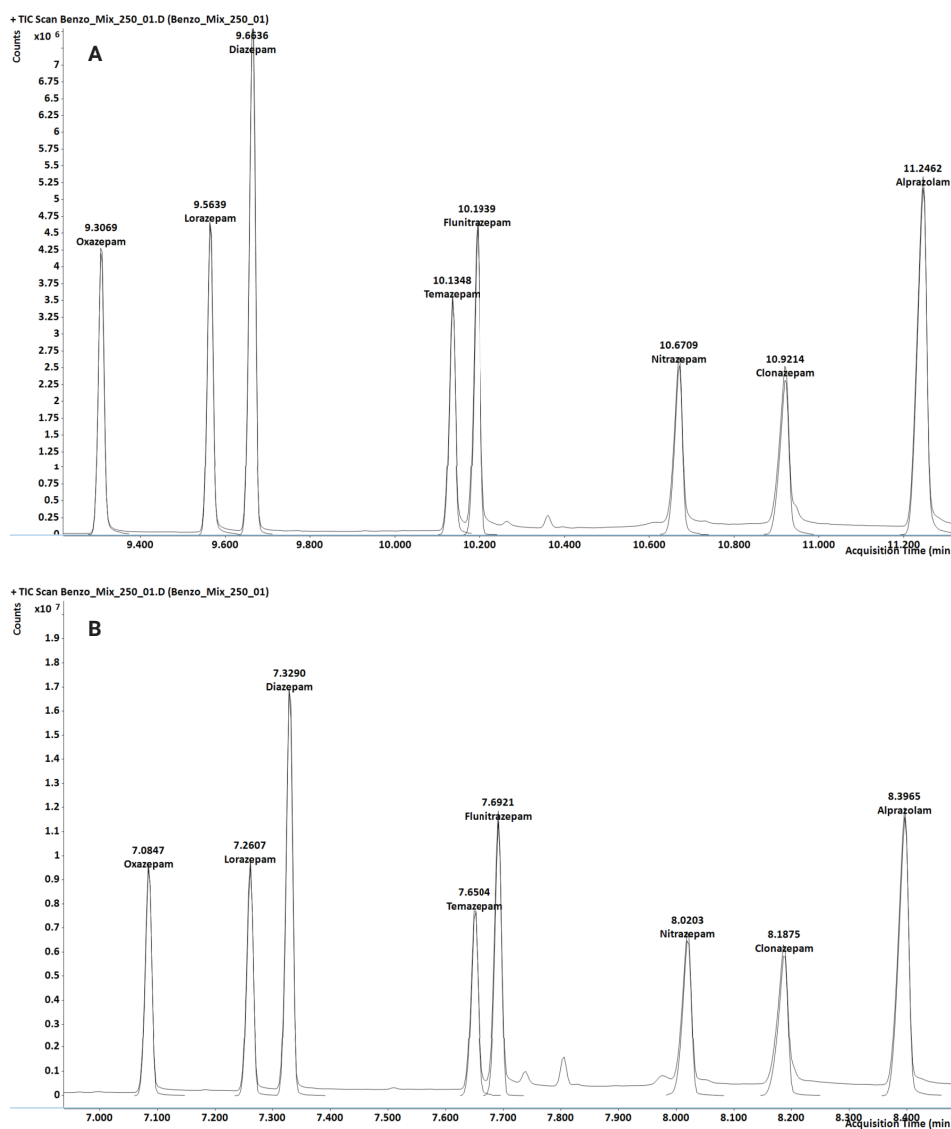 + TIC Scan Benzo_Mix_250_01.D (Benzo_Mix_250_01)
Counts
x10 6
A
7
6.75
6.5
6.25
6
5.75
5.5
5.25
5
4.75
4.5
4.25
4
3.75
3.5
3.25
3
2.75
2.5
2.25
2
1.75
1.5
1.25
1
0.75
0.5
0.25
0
9.3069
Oxazepam
9.5639
Lorazepam
9.6636
Diazepam
10.1348
Temazepam
10.1939
Flunitrazepam
10.6709
Nitrazepam
10.9214
Clonazepam
11.2462
Alprazolam
9.400 9.600 9.800 10.000 10.200 10.400 10.600 10.800 11.000 11.200
Acquisition Time (min
+ TIC Scan Benzo_Mix_250_01.D (Benzo_Mix_250_01)
Counts
x10 7
B
1.9
1.8
1.7
1.6
1.5
1.4
1.3
1.2
1.1
1
0.9
0.8
0.7
0.6
0.5
0.4
0.3
0.2
0.1
0
7.0847
Oxazepam
7.2607
Lorazepam
7.3290
Diazepam
7.6504
Temazepam
7.6921
Flunitrazepam
8.0203
Nitrazepam
8.1875
Clonazepam
8.3965
Alprazolam
7.000 7.100 7.200 7.300 7.400 7.500 7.600 7.700 7.800 7.900 8.000 8.100 8.200 8.300 8.400
Acquisition Time (min